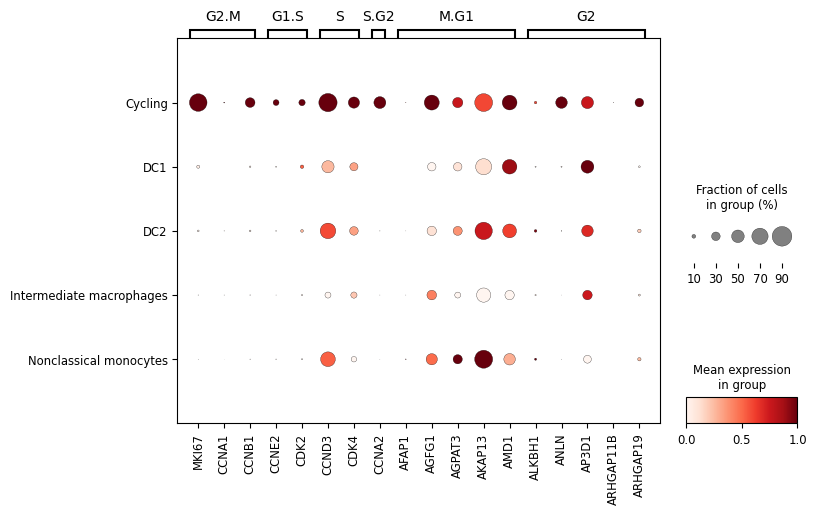 G2.M G1.S S S.G2 M.G1 G2
Cycling
DC1
DC2
Intermediate macrophages
Nonclassical monocytes
MKI67 CCNA1 CCNB1 CCNE2 CDK2 CCND3 CDK4 CCNA2 AFAP1 AGFG1 AGPAT3 AKAP13 AMD1 ALKBH1 ANLN AP3D1 ARHGAP11B ARHGAP19
Fraction of cells
in group (%)
10 30 50 70 90
Mean expression
in group
0.0 0.5 1.0